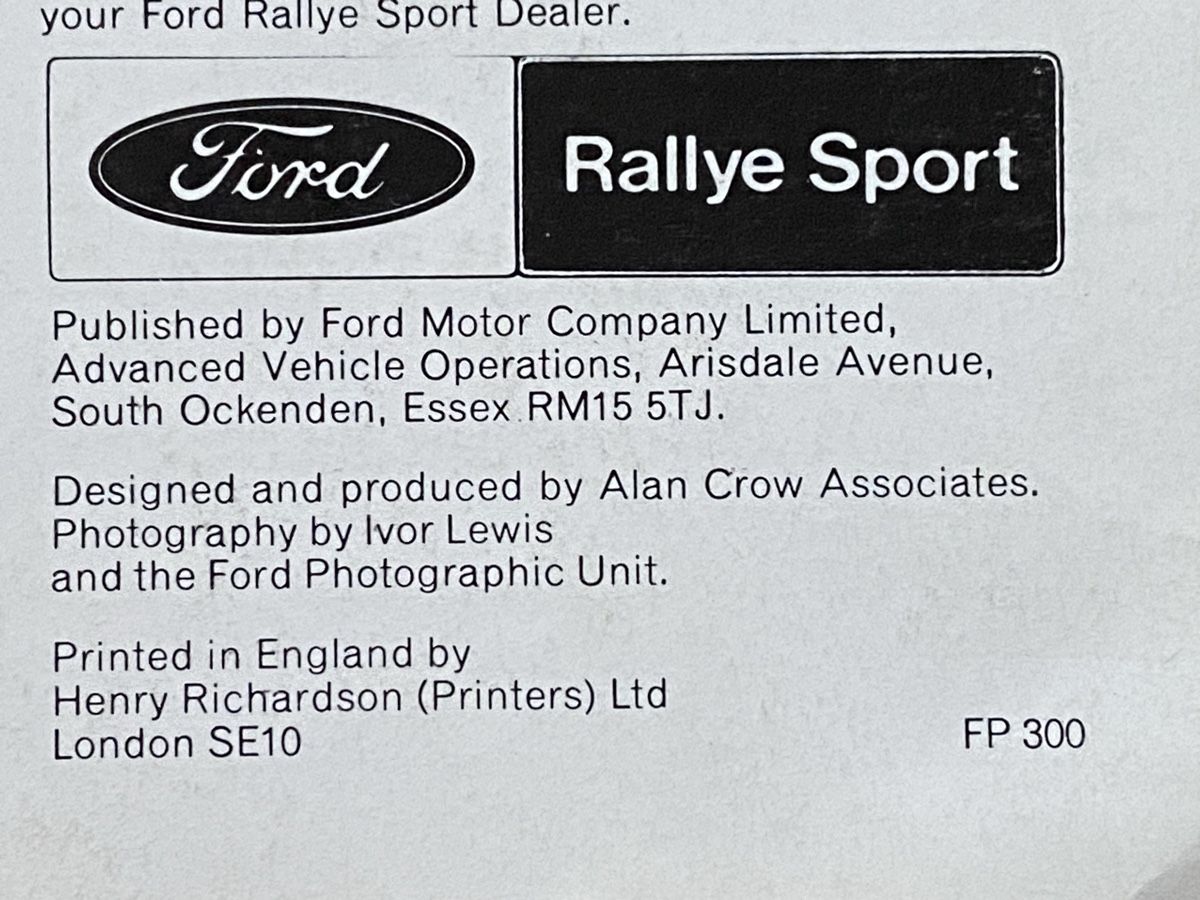 your Ford Rallye Sport Dealer.
Ford Rallye Sport
Published by Ford Motor Company Limited,
Advanced Vehicle Operations, Arisdale Avenue,
South Ockenden, Essex RM15 5TJ.
Designed and produced by Alan Crow Associates.
Photography by Ivor Lewis
and the Ford Photographic Unit.
Printed in England by
Henry Richardson (Printers) Ltd
London SE10
FP 300